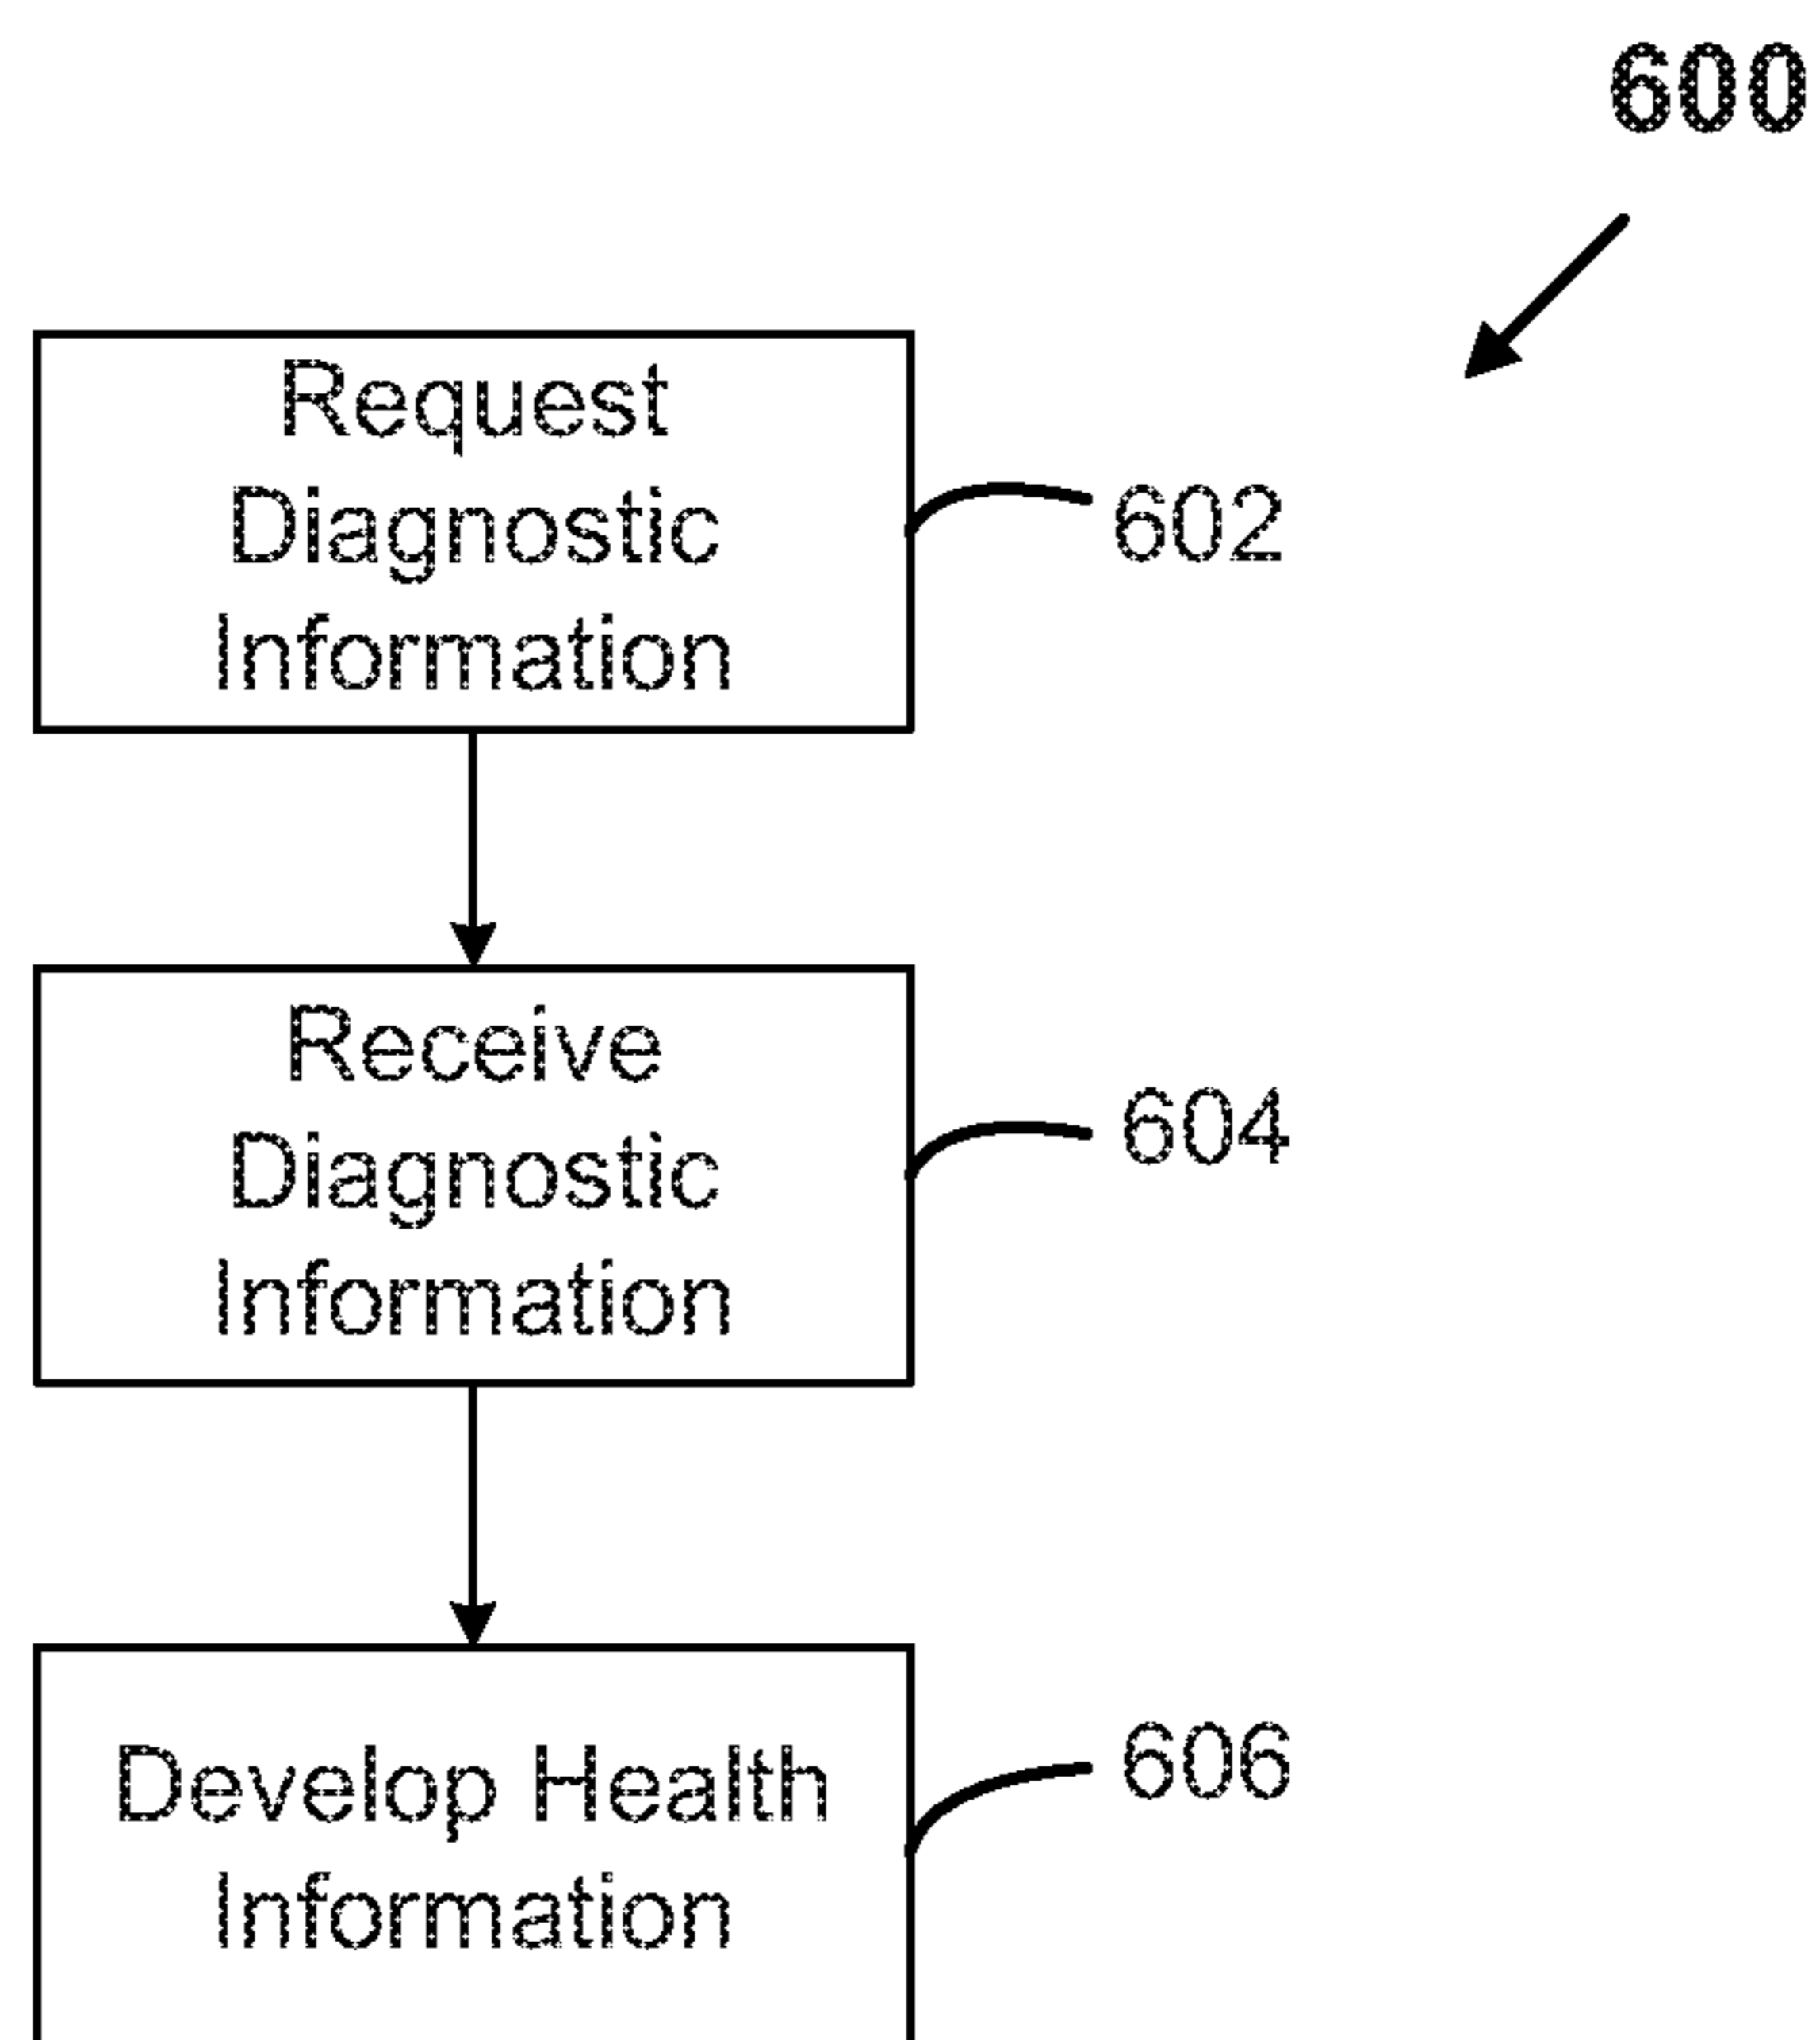 600
Request
Diagnostic
Information
602
Receive
Diagnostic
Information
604
Develop Health
Information
606